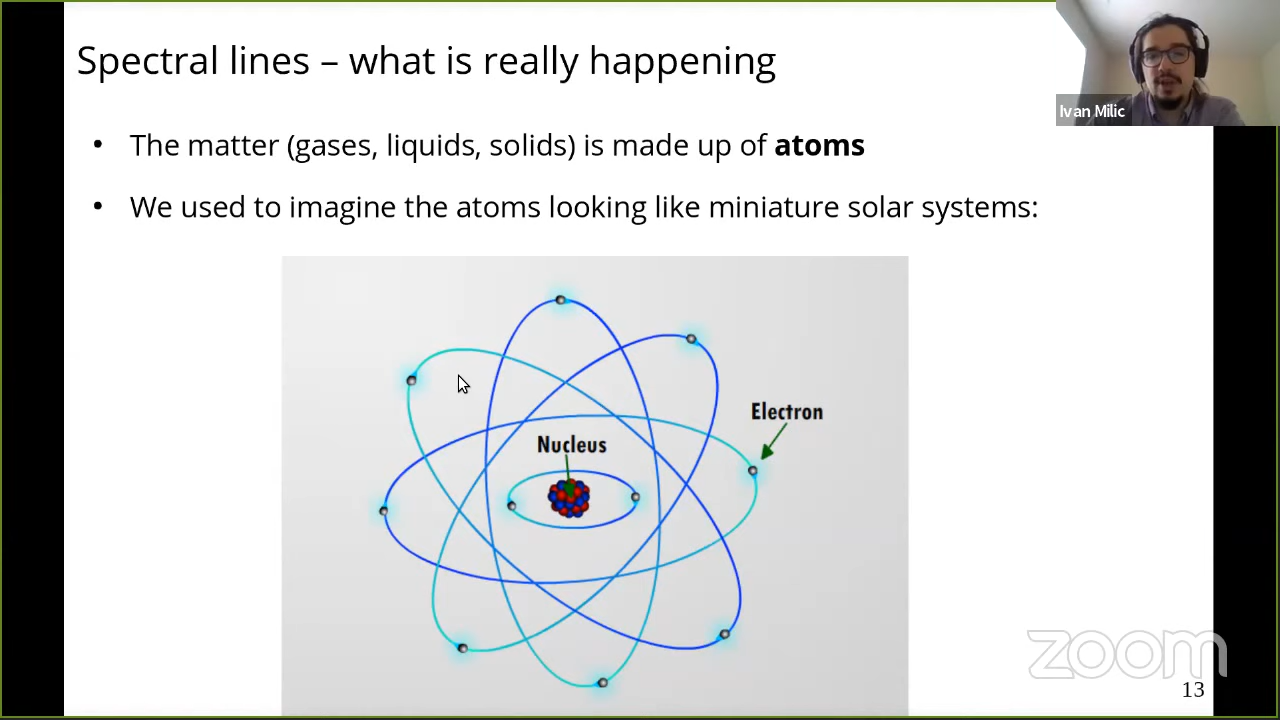 Spectral lines – what is really happening
Ivan Milic
• The matter (gases, liquids, solids) is made up of atoms
• We used to imagine the atoms looking like miniature solar systems:
Electron
Nucleus
zoom
13